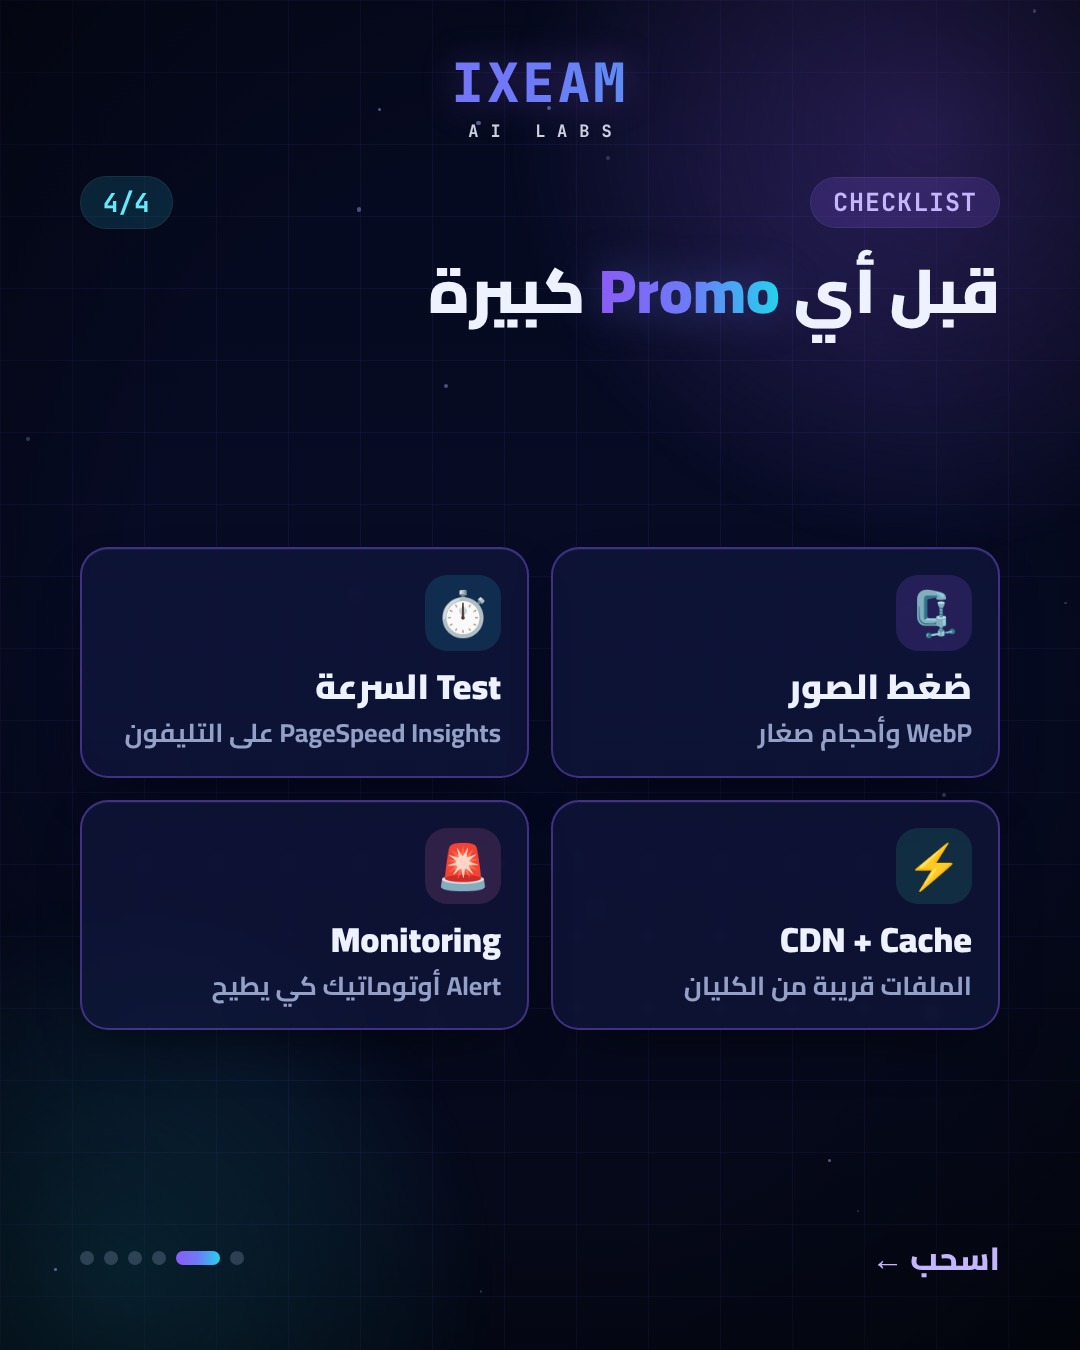 IXEAM
AI LABS
CHECKLIST
4/4
قبل أي Promo كبيرة
ضغط الصور
WebP وأحجام صغار
Test السرعة
PageSpeed Insights على التليفون
CDN + Cache
الملفات قريبة من الكليان
Monitoring
Alert أوتوماتيك كي يطيح
اسحب ←